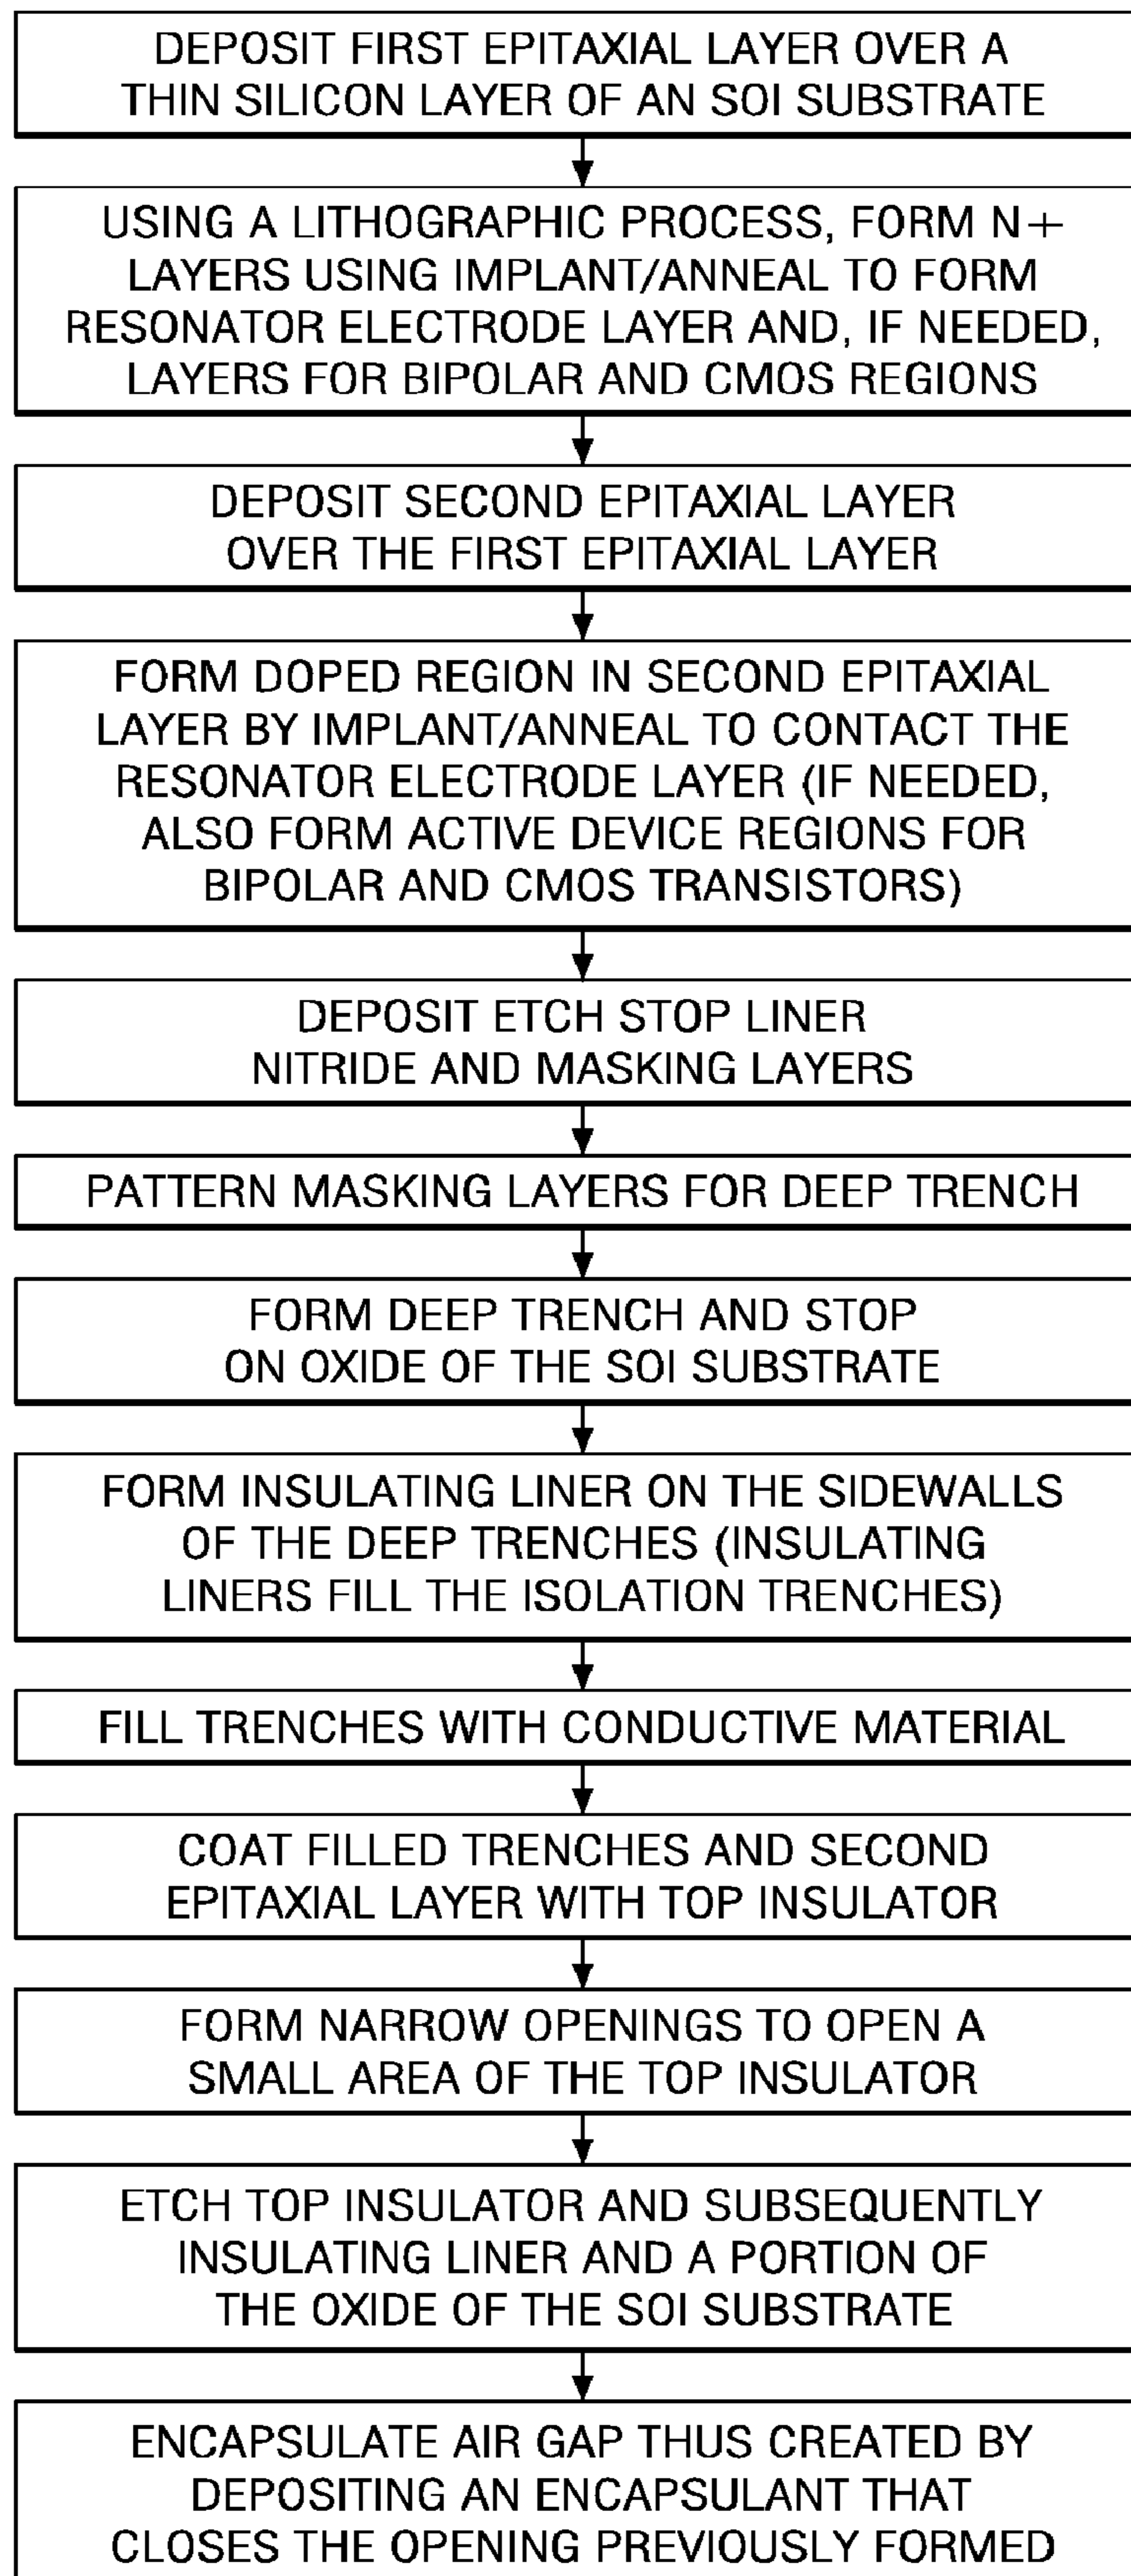 DEPOSIT FIRST EPITAXIAL LAYER OVER A
THIN SILICON LAYER OF AN SOI SUBSTRATE
USING A LITHOGRAPHIC PROCESS, FORM N+
LAYERS USING IMPLANT/ANNEAL TO FORM
RESONATOR ELECTRODE LAYER AND, IF NEEDED,
LAYERS FOR BIPOLAR AND CMOS REGIONS
DEPOSIT SECOND EPITAXIAL LAYER
OVER THE FIRST EPITAXIAL LAYER
FORM DOPED REGION IN SECOND EPITAXIAL
LAYER BY IMPLANT/ANNEAL TO CONTACT THE
RESONATOR ELECTRODE LAYER (IF NEEDED,
ALSO FORM ACTIVE DEVICE REGIONS FOR
BIPOLAR AND CMOS TRANSISTORS)
DEPOSIT ETCH STOP LINER
NITRIDE AND MASKING LAYERS
PATTERN MASKING LAYERS FOR DEEP TRENCH
FORM DEEP TRENCH AND STOP
ON OXIDE OF THE SOI SUBSTRATE
FORM INSULATING LINER ON THE SIDEWALLS
OF THE DEEP TRENCHES (INSULATING
LINERS FILL THE ISOLATION TRENCHES)
FILL TRENCHES WITH CONDUCTIVE MATERIAL
COAT FILLED TRENCHES AND SECOND
EPITAXIAL LAYER WITH TOP INSULATOR
FORM NARROW OPENINGS TO OPEN A
SMALL AREA OF THE TOP INSULATOR
ETCH TOP INSULATOR AND SUBSEQUENTLY
INSULATING LINER AND A PORTION OF
THE OXIDE OF THE SOI SUBSTRATE
ENCAPSULATE AIR GAP THUS CREATED BY
DEPOSITING AN ENCAPSULANT THAT
CLOSES THE OPENING PREVIOUSLY FORMED